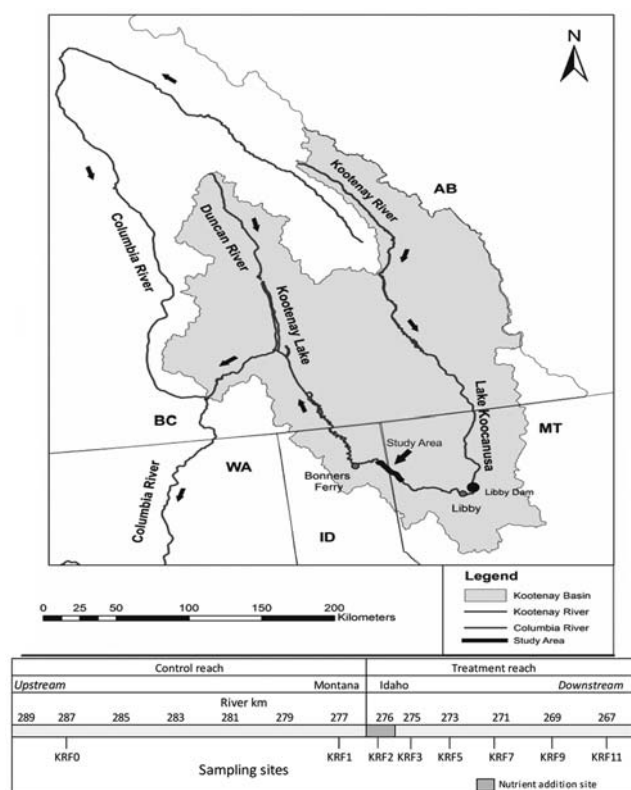 N
AB
Kootenay River
Columbia River
Duncan River
Kootenay Lake
Lake Koocanusa
BC
MT
Study Area
WA
Bonners
Ferry
Libby Dam
Libby
Columbia River
ID
Legend
Kootenay Basin
Kootenay River
Columbia River
Study Area
0 25 50 100 150 200
Kilometers
Control reach Treatment reach
Upstream Montana Idaho Downstream
River km
289 287 285 283 281 279 277 276 275 273 271 269 267
KRF0 KRF1 KRF2 KRF3 KRF5 KRF7 KRF9 KRF11
Sampling sites
Nutrient addition site